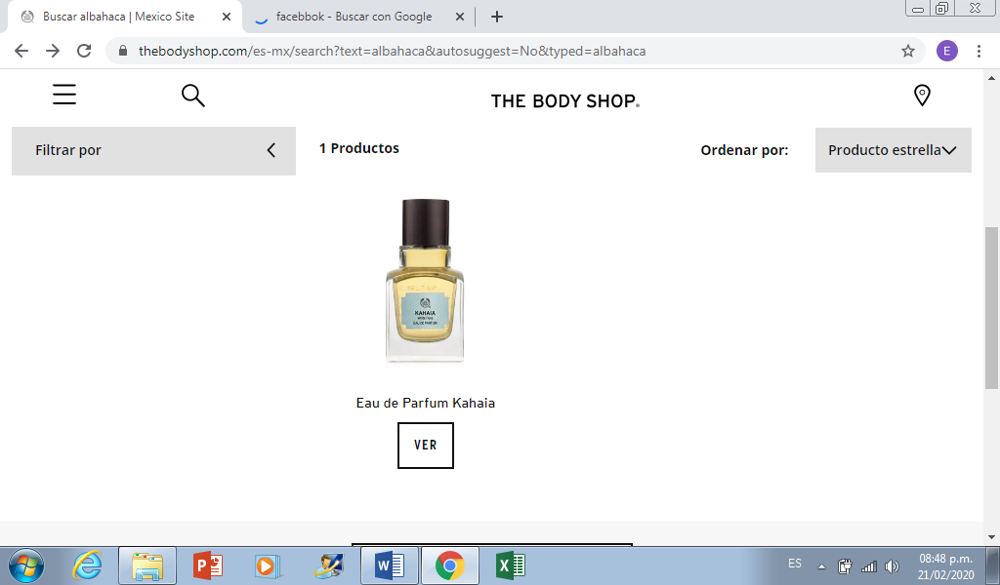 Buscar albahaca | Mexico Site
facebbok - Buscar con Google
thebodyshop.com/es-mx/search?text=albahaca&autosuggest=No&typed=albahaca
E
THE BODY SHOP.
Filtrar por
1 Productos
Ordenar por:
Producto estrella
KAHAIA
EAU DE PARFUM
Eau de Parfum Kahaia
VER
ES
08:48 p.m.
21/02/2020